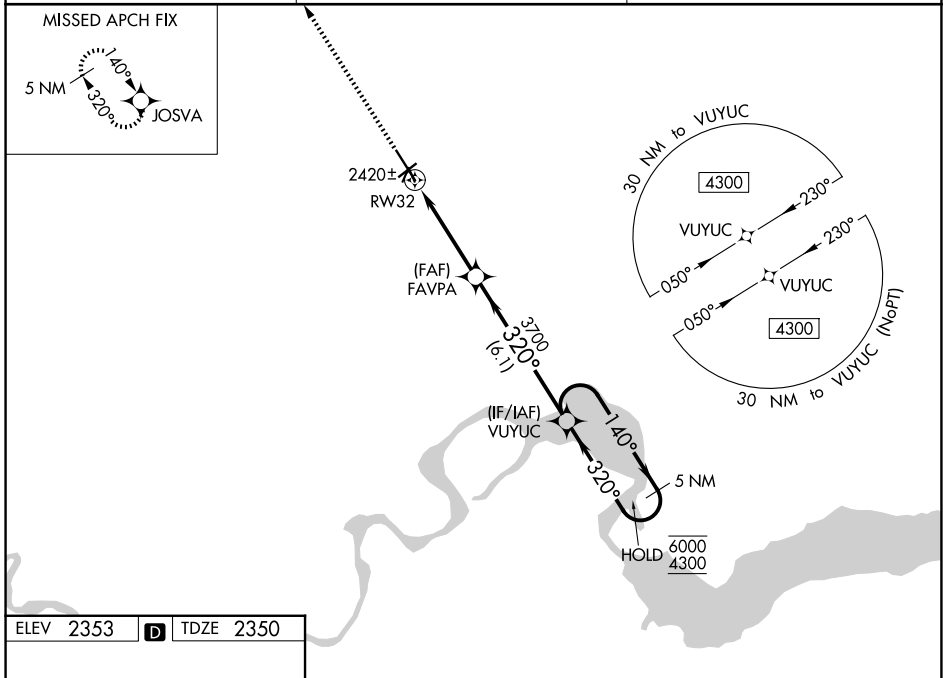 MISSED APCH FIX
140°
5 NM
320°
JOSVA
2420±
RW32
(FAF)
FAVPA
3700
320°
(6.1)
(IF/IAF)
VUYUC
140°
320°
5 NM
HOLD
6000
4300
30 NM to VUYUC
4300
230°
VUYUC
050°
230°
VUYUC
050°
4300
30 NM to VUYUC (NoPT)
ELEV 2353 D TDZE 2350